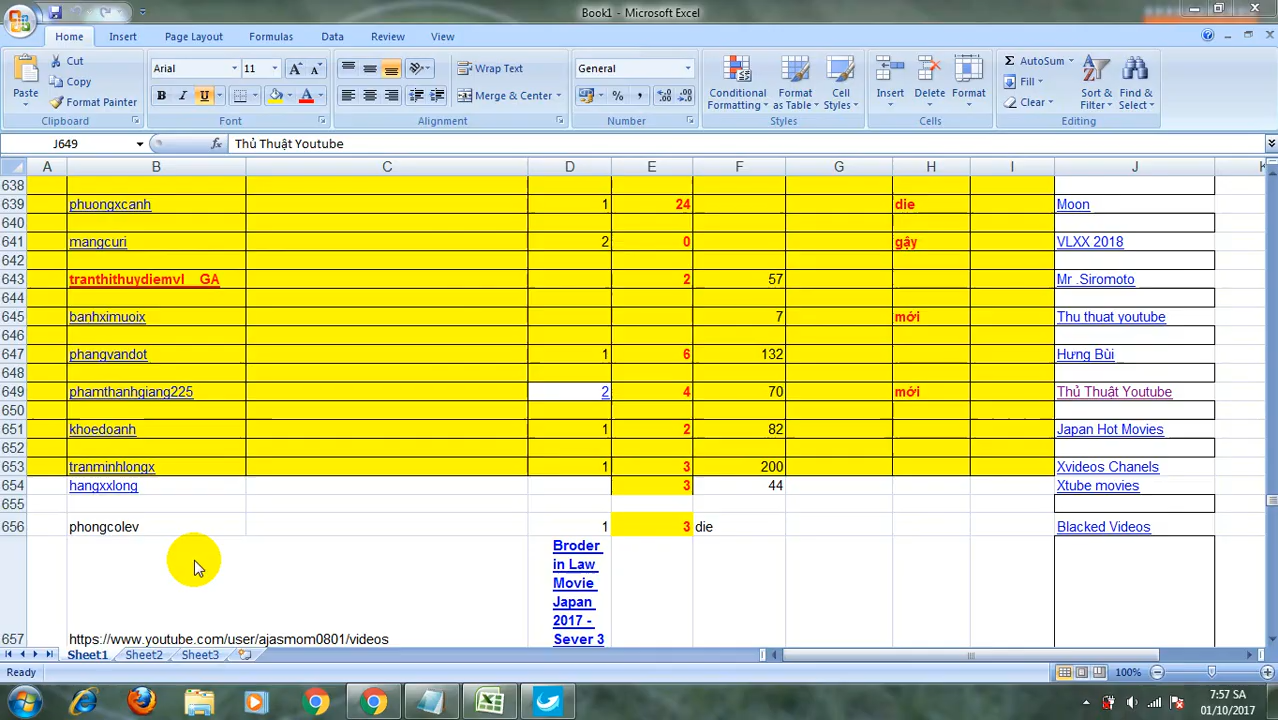 Book1 - Microsoft Excel
Home Insert Page Layout Formulas Data Review View
Paste
Cut
Copy
Format Painter
Clipboard
Arial 11
B I U
Font
Wrap Text
Merge & Center
Alignment
General
Number
Conditional Formatting
Format as Table
Cell Styles
Styles
Insert Delete Format
Cells
AutoSum
Fill
Clear
Sort & Filter
Find & Select
Editing
J649 fx Thủ Thuật Youtube
A B C D E F G H I J K
638
639 phuongxcanh 1 24 die Moon
640
641 mangcuri 2 0 gậy VLXX 2018
642
643 tranthithuydiemvl GA 2 57 Mr .Siromoto
644
645 banhximuoix 7 mới Thu thuat youtube
646
647 phangvandot 1 6 132 Hưng Bùi
648
649 phamthanhgiang225 2 4 70 mới Thủ Thuật Youtube
650
651 khoedoanh 1 2 82 Japan Hot Movies
652
653 tranminhlongx 1 3 200 Xvideos Chanels
654 hangxxlong 3 44 Xtube movies
655
656 phongcolev 1 3 die Blacked Videos
Broder
in Law
Movie
Japan
2017 -
657 https://www.youtube.com/user/ajasmom0801/videos Sever 3
Sheet1 Sheet2 Sheet3
Ready 100%
7:57 SA
01/10/2017